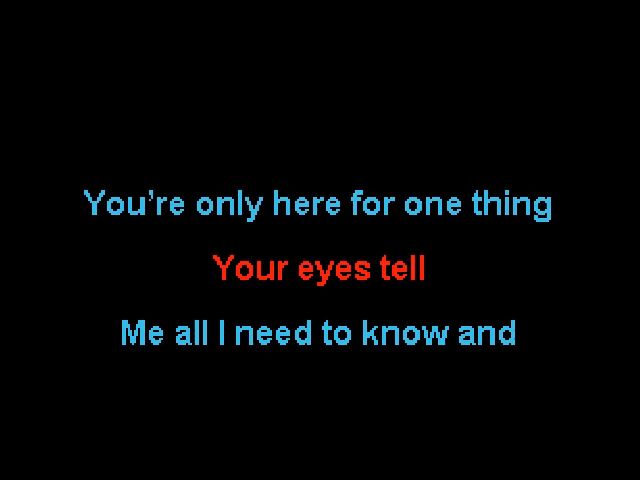 You’re only here for one thing
Your eyes tell
Me all I need to know and